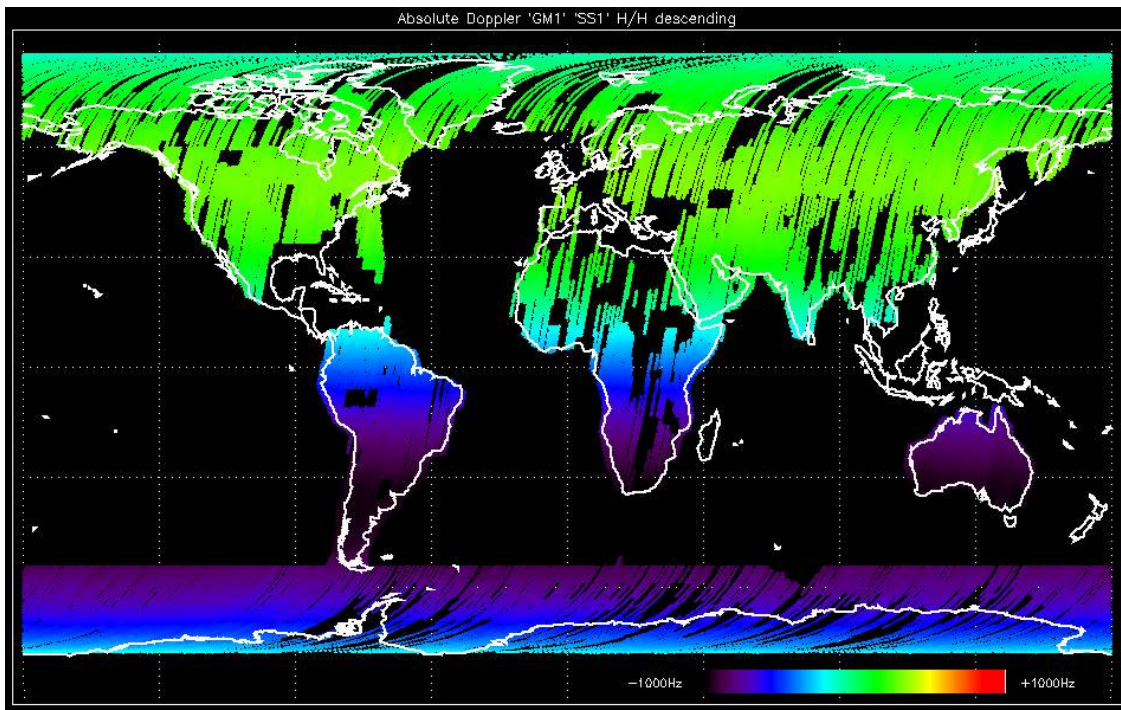 Absolute Doppler 'GM1' 'SS1' H/H descending
−1000Hz
+1000Hz